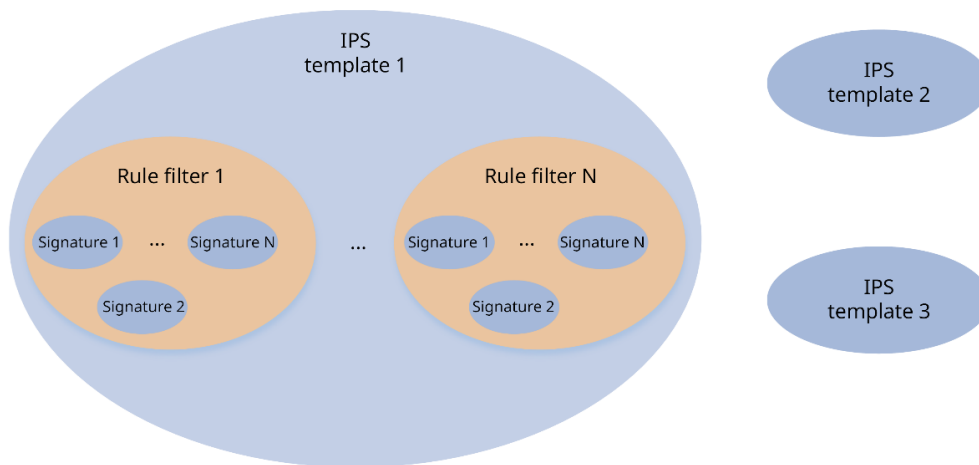 IPS
template 1
Rule filter 1
Signature 1
...
Signature N
Signature 2
...
Rule filter N
Signature 1
...
Signature N
Signature 2
IPS
template 2
IPS
template 3